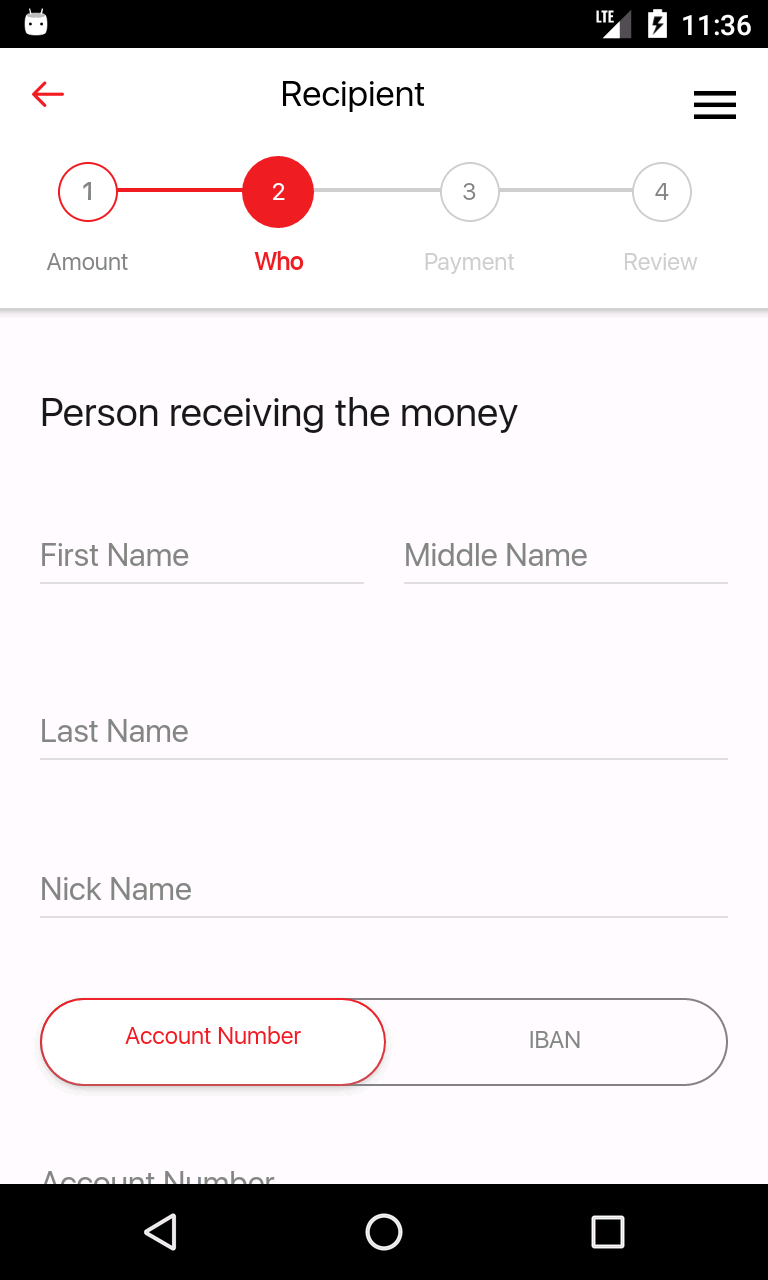 LTE 11:36
Recipient
1 2 3 4
Amount Who Payment Review
Person receiving the money
First Name Middle Name
Last Name
Nick Name
Account Number IBAN
Account Number